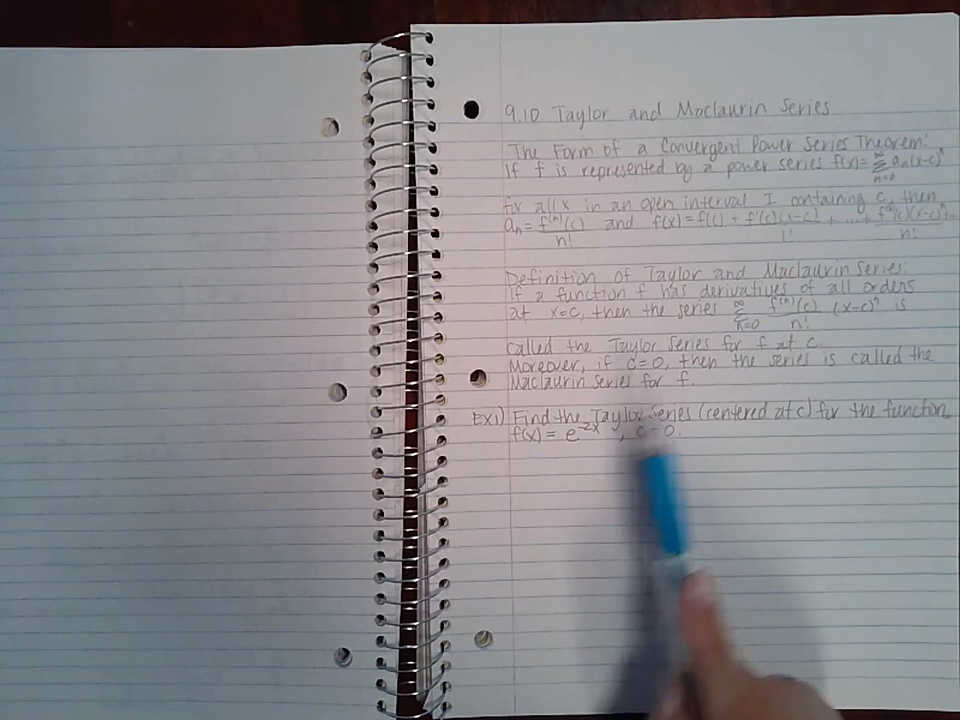 9.10 Taylor and Maclaurin Series
The Form of a Convergent Power Series Theorem:
If f is represented by a power series f(x) = ∞ Σ n=0 aₙ(x-c)ⁿ
for all x in an open interval I containing c, then
aₙ = f⁽ⁿ⁾(c)/n! and f(x) = f(c) + f'(c)(x-c)/1! + ... + f⁽ⁿ⁾(c)(x-c)ⁿ/n!
Definition of Taylor and Maclaurin Series:
If a function f has derivatives of all orders
at x=c, then the series ∞ Σ n=0 f⁽ⁿ⁾(c)/n! (x-c)ⁿ is
called the Taylor Series for f at c.
Moreover, if c=0, then the series is called the
Maclaurin series for f.
EX1) Find the Taylor Series (centered at c) for the function
f(x) = e⁻²ˣ, c=0.